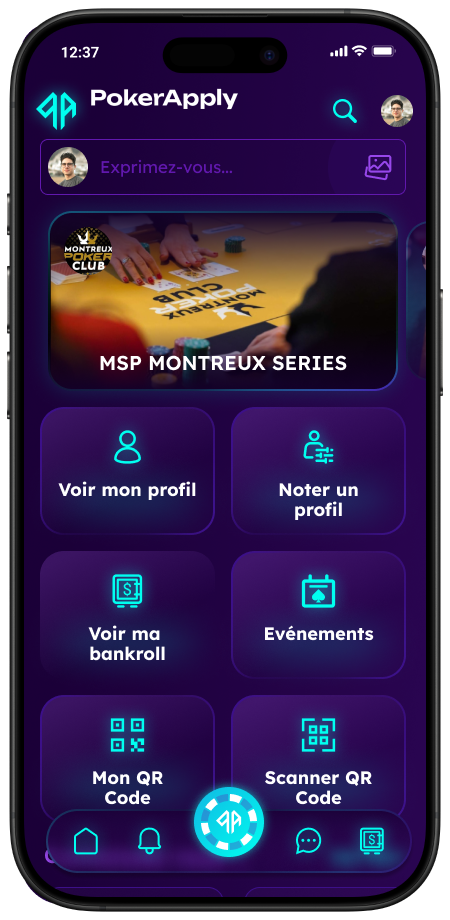 12:37
PokerApply
Exprimez-vous...
MONTREUX
POKER
CLUB
MONTREUX
POKER
CLUB
MSP MONTREUX SERIES
Voir mon profil
Noter un
profil
Voir ma
bankroll
Evénements
Mon QR
Code
Scanner QR
Code